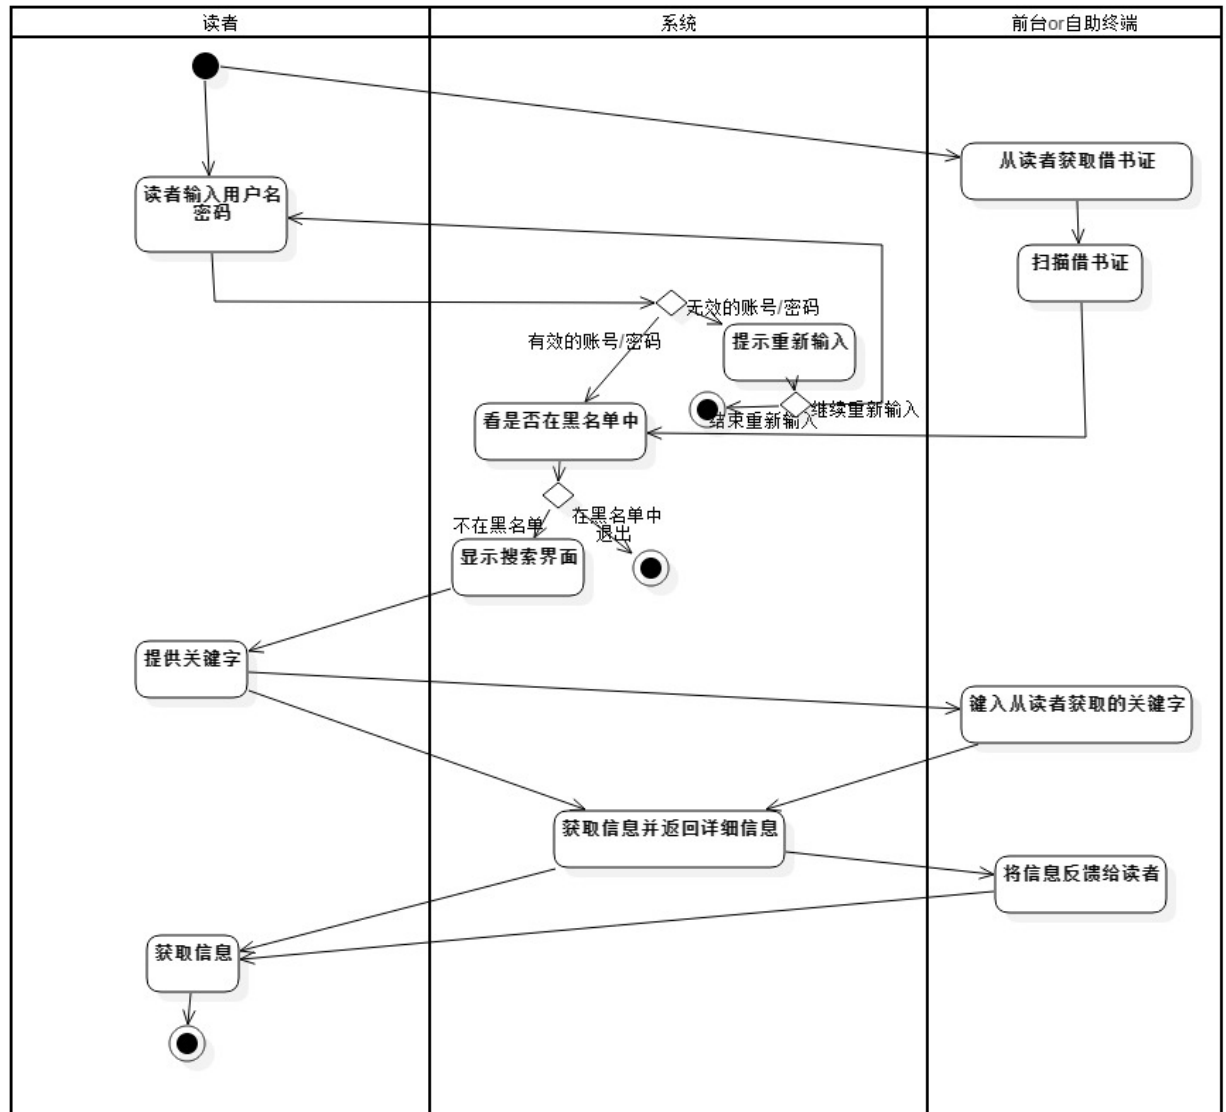 读者
系统
前台or自助终端
从读者获取借书证
读者输入用户名
密码
扫描借书证
无效的账号/密码
有效的账号/密码
提示重新输入
继续重新输入
结束重新输入
看是否在黑名单中
不在黑名单
在黑名单中
退出
显示搜索界面
提供关键字
键入从读者获取的关键字
获取信息并返回详细信息
将信息反馈给读者
获取信息